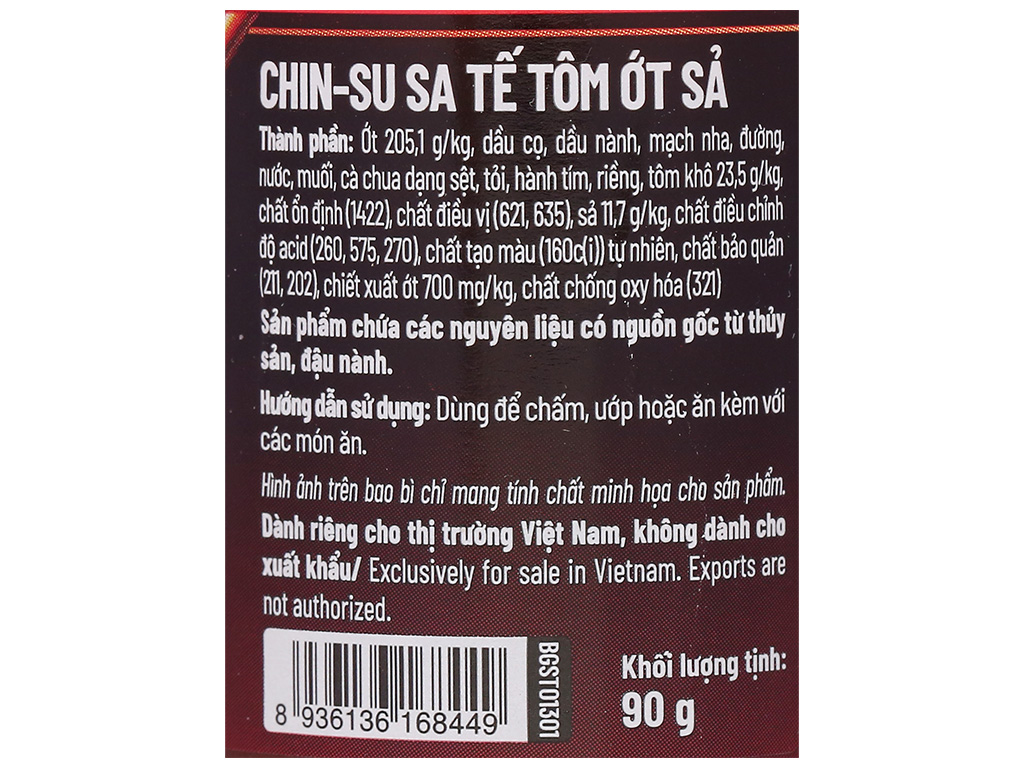 CHIN-SU SA TẾ TÔM ỚT SẢ
Thành phần: Ớt 205,1 g/kg, dầu cọ, dầu nành, mạch nha, đường,
nước, muối, cà chua dạng sệt, tỏi, hành tím, riềng, tôm khô 23,5 g/kg,
chất ổn định (1422), chất điều vị (621, 635), sả 11,7 g/kg, chất điều chỉnh
độ acid (260, 575, 270), chất tạo màu (160c(i)) tự nhiên, chất bảo quản
(211, 202), chiết xuất ớt 700 mg/kg, chất chống oxy hóa (321)
Sản phẩm chứa các nguyên liệu có nguồn gốc từ thủy
sản, đậu nành.
Hướng dẫn sử dụng: Dùng để chấm, ướp hoặc ăn kèm với
các món ăn.
Hình ảnh trên bao bì chỉ mang tính chất minh họa cho sản phẩm.
Dành riêng cho thị trường Việt Nam, không dành cho
xuất khẩu/ Exclusively for sale in Vietnam. Exports are
not authorized.
8 936136 168449
BGST01301
Khối lượng tịnh:
90 g